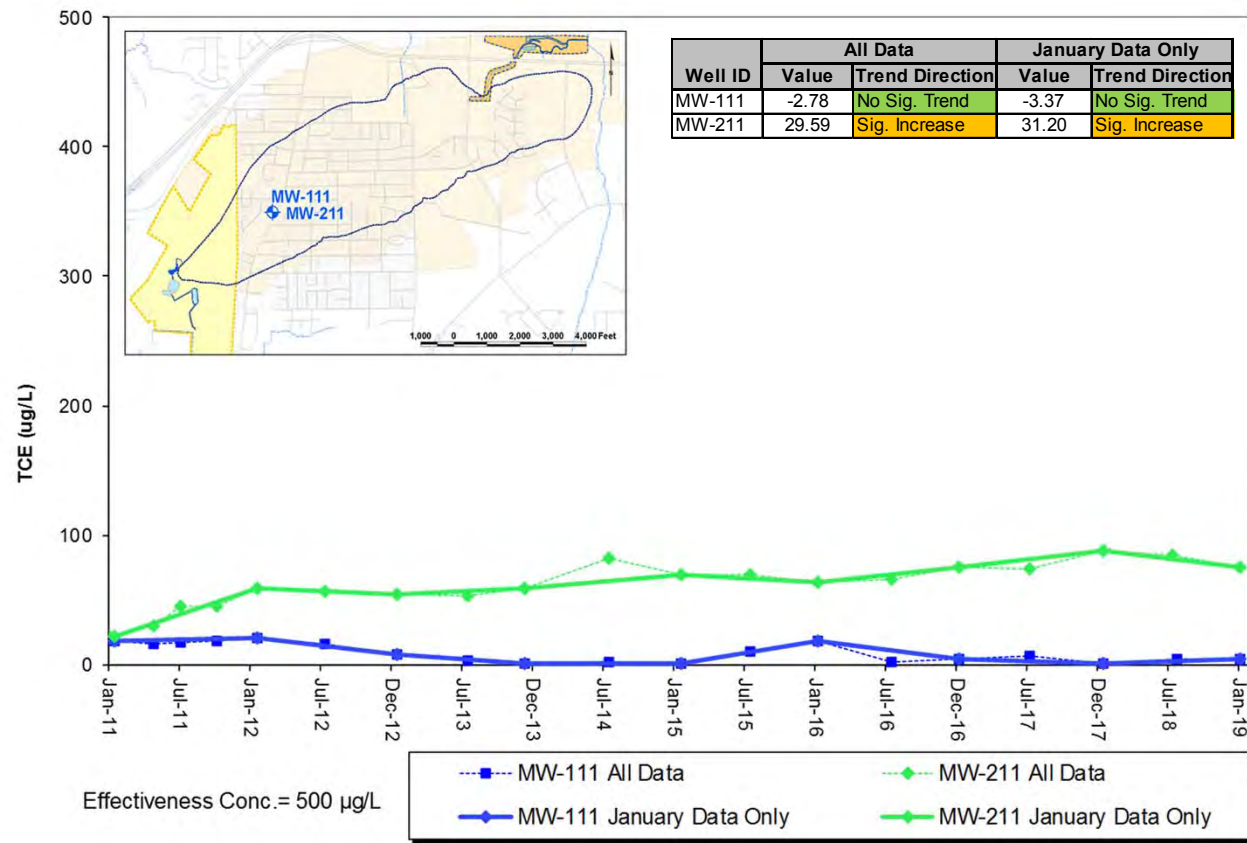 500
400
300
200
100
0
TCE (ug/L)
MW-111
MW-211
1,000 0 1,000 2,000 3,000 4,000 Feet
All Data January Data Only
Well ID Value Trend Direction Value Trend Direction
MW-111 -2.78 No Sig. Trend -3.37 No Sig. Trend
MW-211 29.59 Sig. Increase 31.20 Sig. Increase
Jan-11
Jul-11
Jan-12
Jul-12
Dec-12
Jul-13
Dec-13
Jul-14
Jan-15
Jul-15
Jan-16
Jul-16
Dec-16
Jul-17
Dec-17
Jul-18
Jan-19
Effectiveness Conc.= 500 µg/L
MW-111 All Data MW-211 All Data
MW-111 January Data Only MW-211 January Data Only